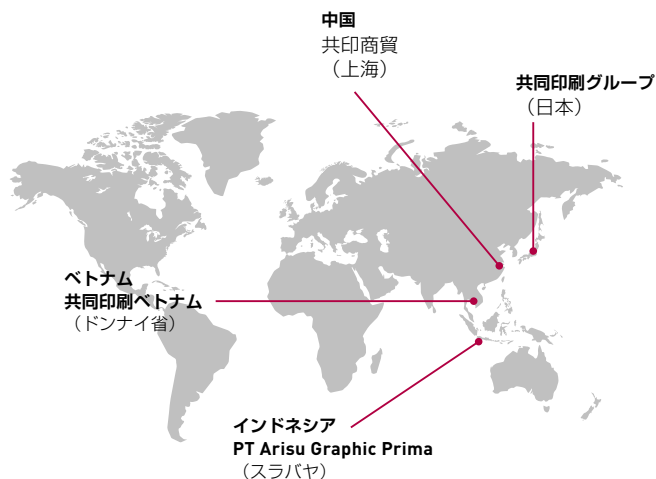 中国
共印商貿
（上海）
共同印刷グループ
（日本）
ベトナム
共同印刷ベトナム
（ドンナイ省）
インドネシア
PT Arisu Graphic Prima
（スラバヤ）